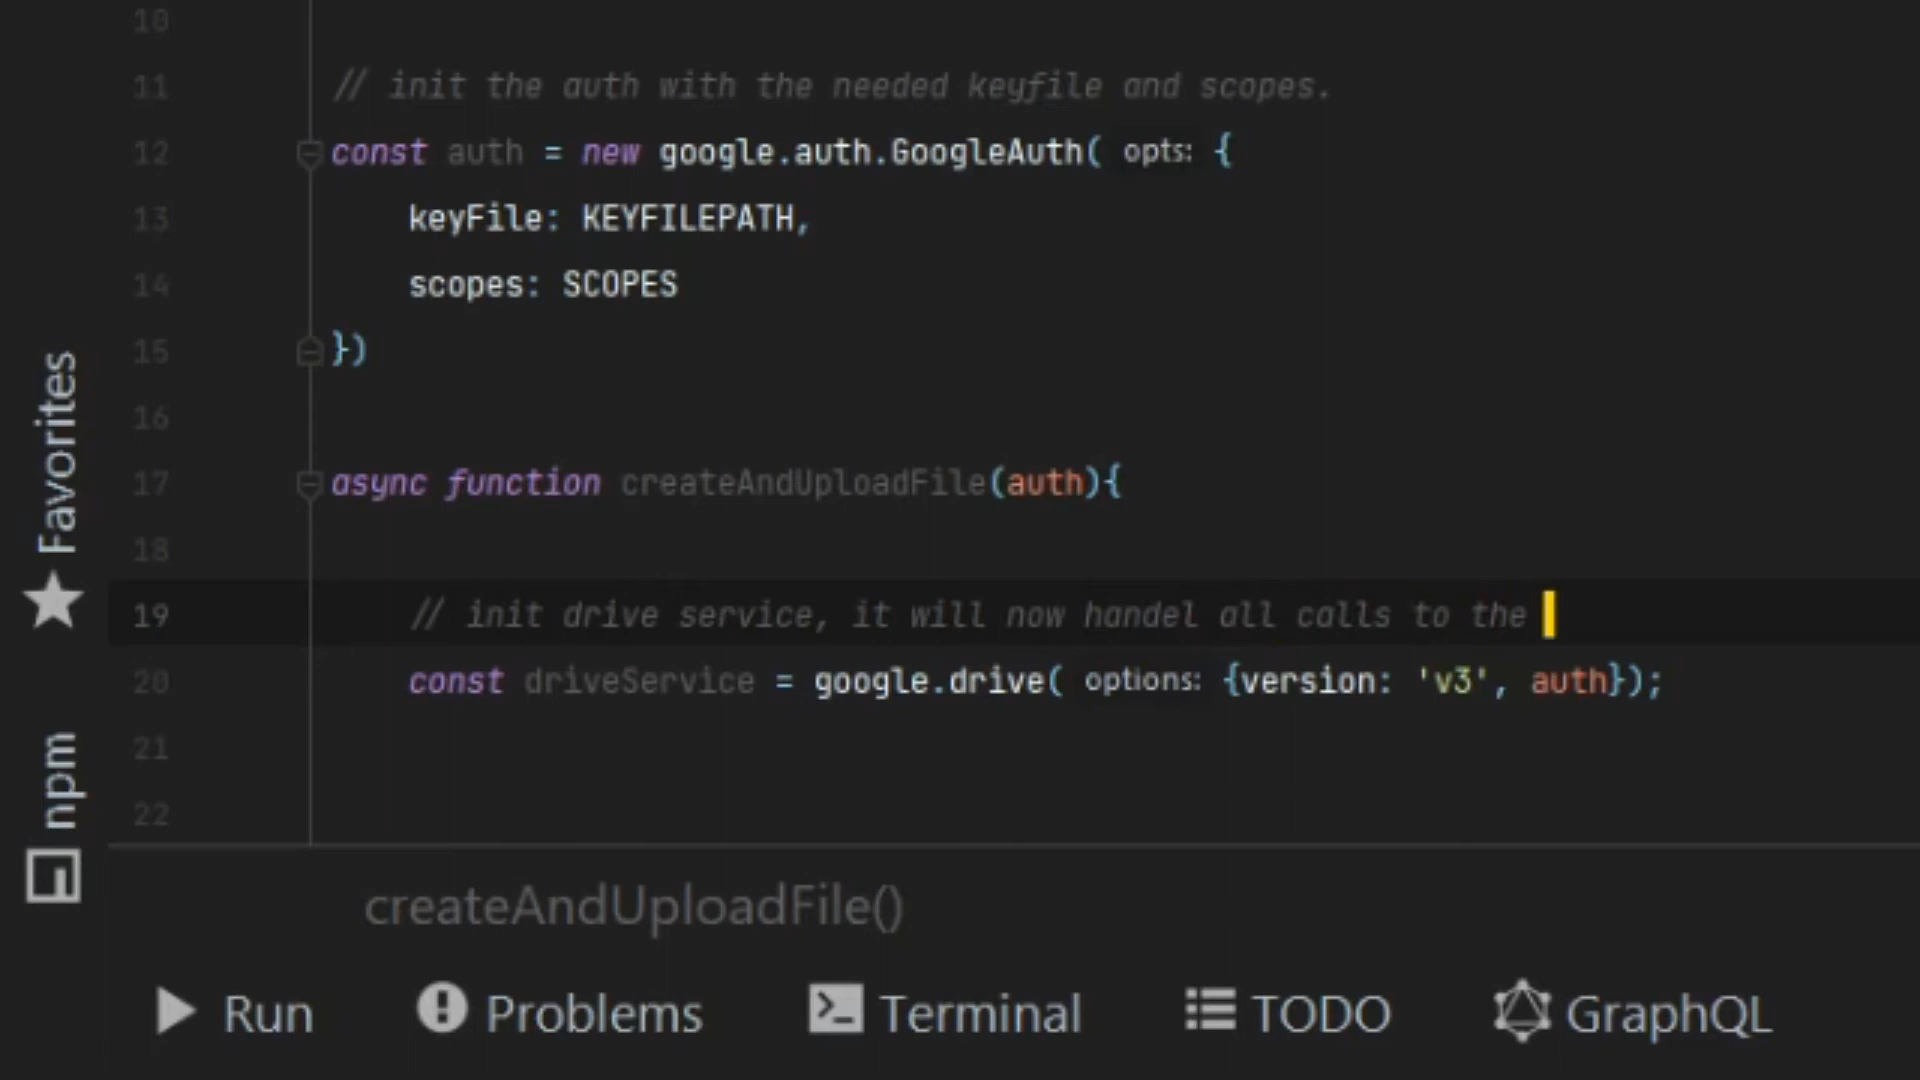 10
11 // init the auth with the needed keyfile and scopes.
12 const auth = new google.auth.GoogleAuth( opts: {
13 keyFile: KEYFILEPATH,
14 scopes: SCOPES
15 })
16
17 async function createAndUploadFile(auth){
18
19 // init drive service, it will now handel all calls to the
20 const driveService = google.drive( options: {version: 'v3', auth});
21
22
Favorites
npm
createAndUploadFile()
Run Problems Terminal TODO GraphQL